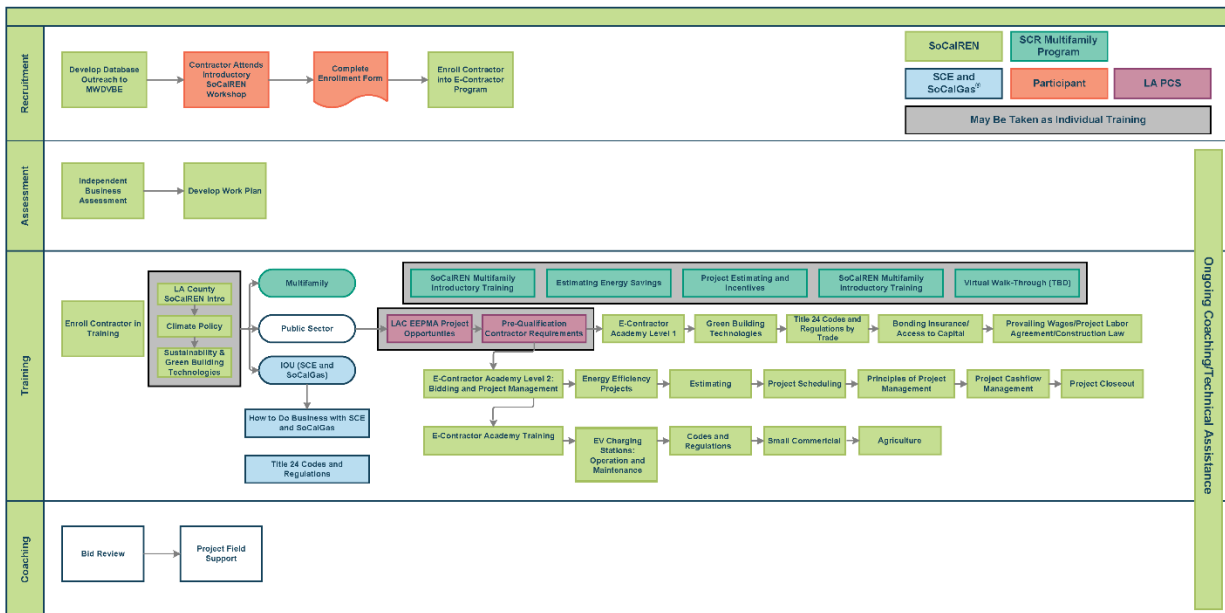 Recruitment
Develop Database
Outreach to
MWDVBE
Contractor Attends
Introductory
SoCalREN
Workshop
Complete
Enrollment Form
Enroll Contractor
into E-Contractor
Program
SoCalREN
SCR Multifamily
Program
SCE and
SoCalGas®
Participant
LA PCS
May Be Taken as Individual Training
Assessment
Independent
Business
Assessment
Develop Work Plan
Ongoing Coaching/Technical Assistance
Training
Enroll Contractor in
Training
LA County
SoCalREN Intro
Climate Policy
Sustainability &
Green Building
Technologies
Multifamily
Public Sector
IOU (SCE and
SoCalGas)
How to Do Business with SCE
and SoCalGas
Title 24 Codes and
Regulations
SoCalREN Multifamily
Introductory Training
Estimating Energy Savings
Project Estimating and
Incentives
SoCalREN Multifamily
Introductory Training
Virtual Walk-Through (TBD)
LAC EEPMA Project
Opportunties
Pre-Qualification
Contractor Requirements
E-Contractor
Academy Level 1
Green Building
Technologies
Title 24 Codes and
Regulations by
Trade
Bonding Insurance/
Access to Capital
Prevailing Wages/Project Labor
Agreement/Construction Law
E-Contractor Academy Level 2:
Bidding and Project Management
Energy Efficiency
Projects
Estimating
Project Scheduling
Principles of Project
Management
Project Cashflow
Management
Project Closeout
E-Contractor Academy Training
EV Charging
Stations:
Operation and
Maintenance
Codes and
Regulations
Small Commericial
Agriculture
Coaching
Bid Review
Project Field
Support